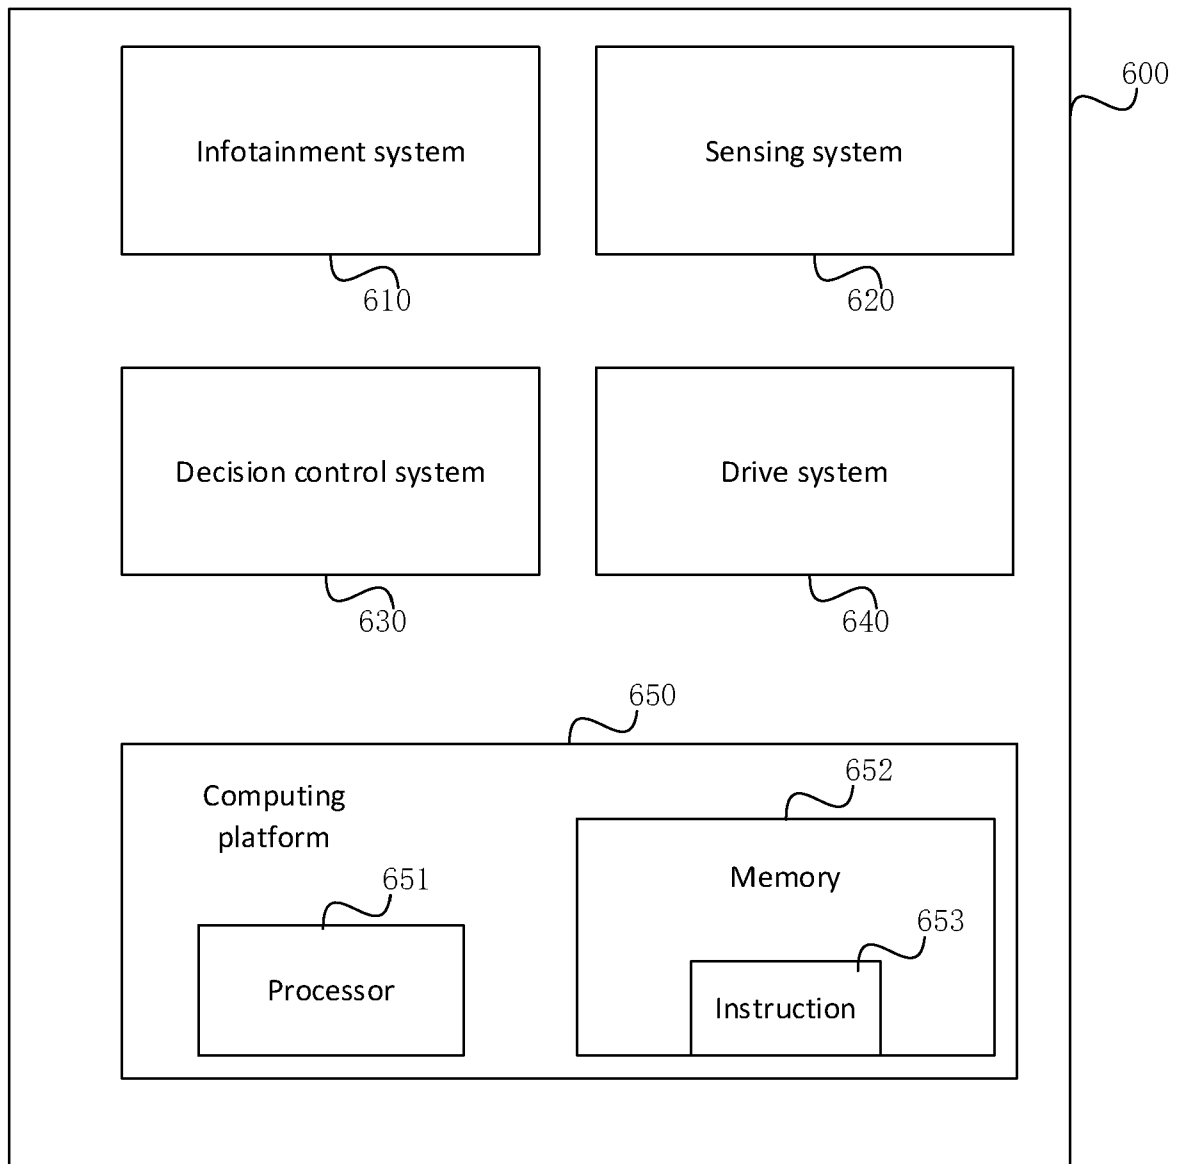 600
Infotainment system
Sensing system
610
620
Decision control system
Drive system
630
640
650
Computing
platform
652
Memory
651
653
Processor
Instruction